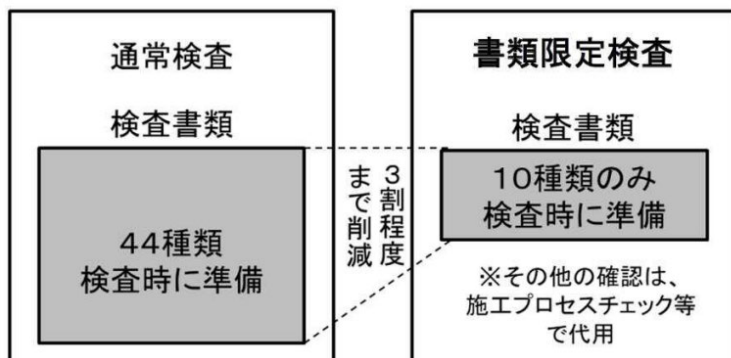 通常検査
検査書類
44種類
検査時に準備
3割程度
まで削減
書類限定検査
検査書類
10種類のみ
検査時に準備
※その他の確認は、
施工プロセスチェック等
で代用